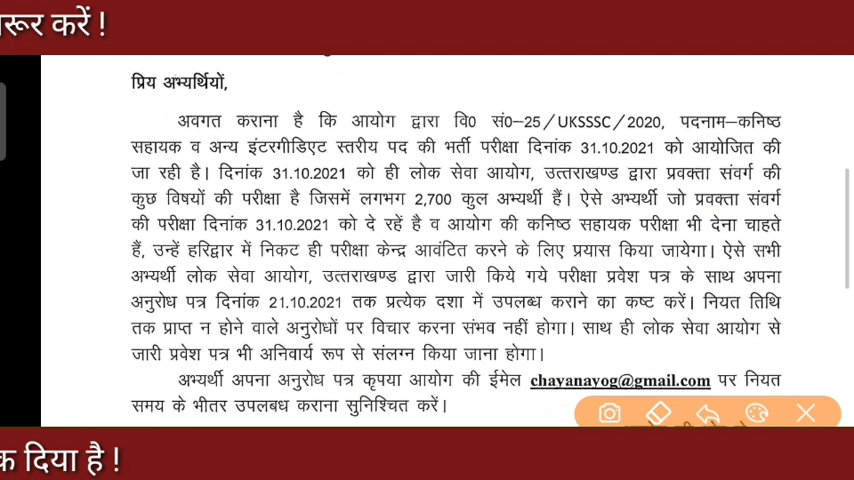 रूर करें !
प्रिय अभ्यर्थियों,
अवगत कराना है कि आयोग द्वारा वि0 सं0–25/UKSSSC/2020, पदनाम–कनिष्ठ
सहायक व अन्य इंटरगीडिएट स्तरीय पद की भर्ती परीक्षा दिनांक 31.10.2021 को आयोजित की
जा रही है। दिनांक 31.10.2021 को ही लोक सेवा आयोग, उत्तराखण्ड द्वारा प्रवक्ता संवर्ग की
कुछ विषयों की परीक्षा है जिसमें लगभग 2,700 कुल अभ्यर्थी हैं। ऐसे अभ्यर्थी जो प्रवक्ता संवर्ग
की परीक्षा दिनांक 31.10.2021 को दे रहें है व आयोग की कनिष्ठ सहायक परीक्षा भी देना चाहते
हैं, उन्हें हरिद्वार में निकट ही परीक्षा केन्द्र आवंटित करने के लिए प्रयास किया जायेगा। ऐसे सभी
अभ्यर्थी लोक सेवा आयोग, उत्तराखण्ड द्वारा जारी किये गये परीक्षा प्रवेश पत्र के साथ अपना
अनुरोध पत्र दिनांक 21.10.2021 तक प्रत्येक दशा में उपलब्ध कराने का कष्ट करें। नियत तिथि
तक प्राप्त न होने वाले अनुरोधों पर विचार करना संभव नहीं होगा। साथ ही लोक सेवा आयोग से
जारी प्रवेश पत्र भी अनिवार्य रूप से संलग्न किया जाना होगा।
अभ्यर्थी अपना अनुरोध पत्र कृपया आयोग की ईमेल chayanayog@gmail.com पर नियत
समय के भीतर उपलबध कराना सुनिश्चित करें।
क दिया है !